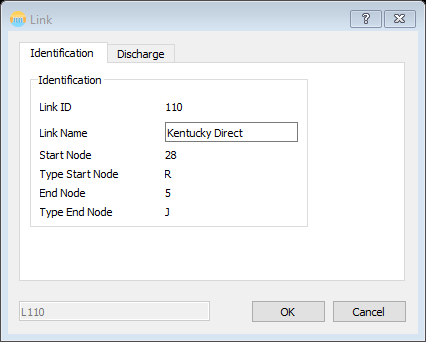 Link
? X
Identification Discharge
Identification
Link ID 110
Link Name Kentucky Direct
Start Node 28
Type Start Node R
End Node 5
Type End Node J
L110 OK Cancel